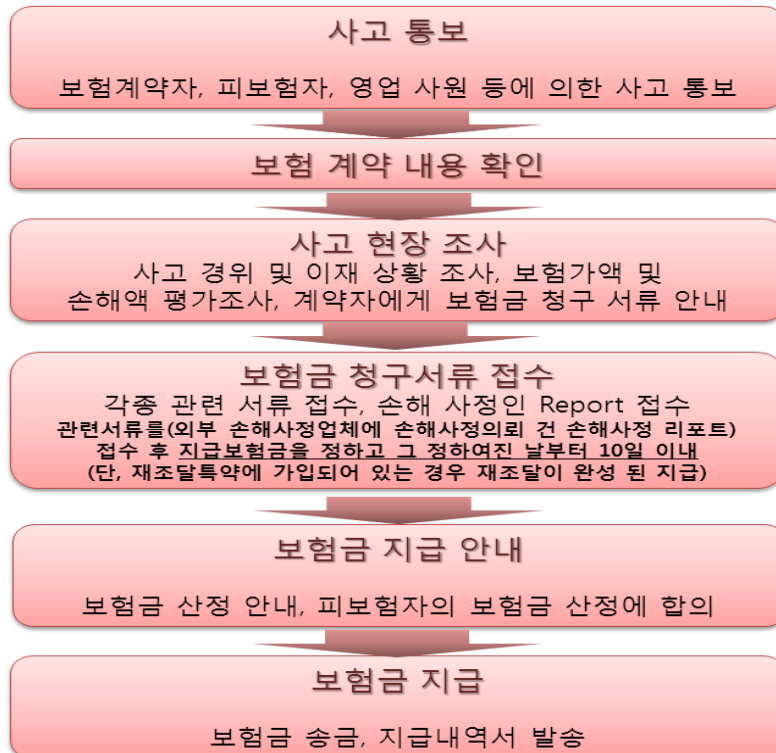 사고 통보
보험계약자, 피보험자, 영업 사원 등에 의한 사고 통보
보험 계약 내용 확인
사고 현장 조사
사고 경위 및 이재 상황 조사, 보험가액 및
손해액 평가조사, 계약자에게 보험금 청구 서류 안내
보험금 청구서류 접수
각종 관련 서류 접수, 손해 사정인 Report 접수
관련서류를(외부 손해사정업체에 손해사정의뢰 건 손해사정 리포트)
접수 후 지급보험금을 정하고 그 정하여진 날부터 10일 이내
(단, 재조달특약에 가입되어 있는 경우 재조달이 완성 된 지급)
보험금 지급 안내
보험금 산정 안내, 피보험자의 보험금 산정에 합의
보험금 지급
보험금 송금, 지급내역서 발송